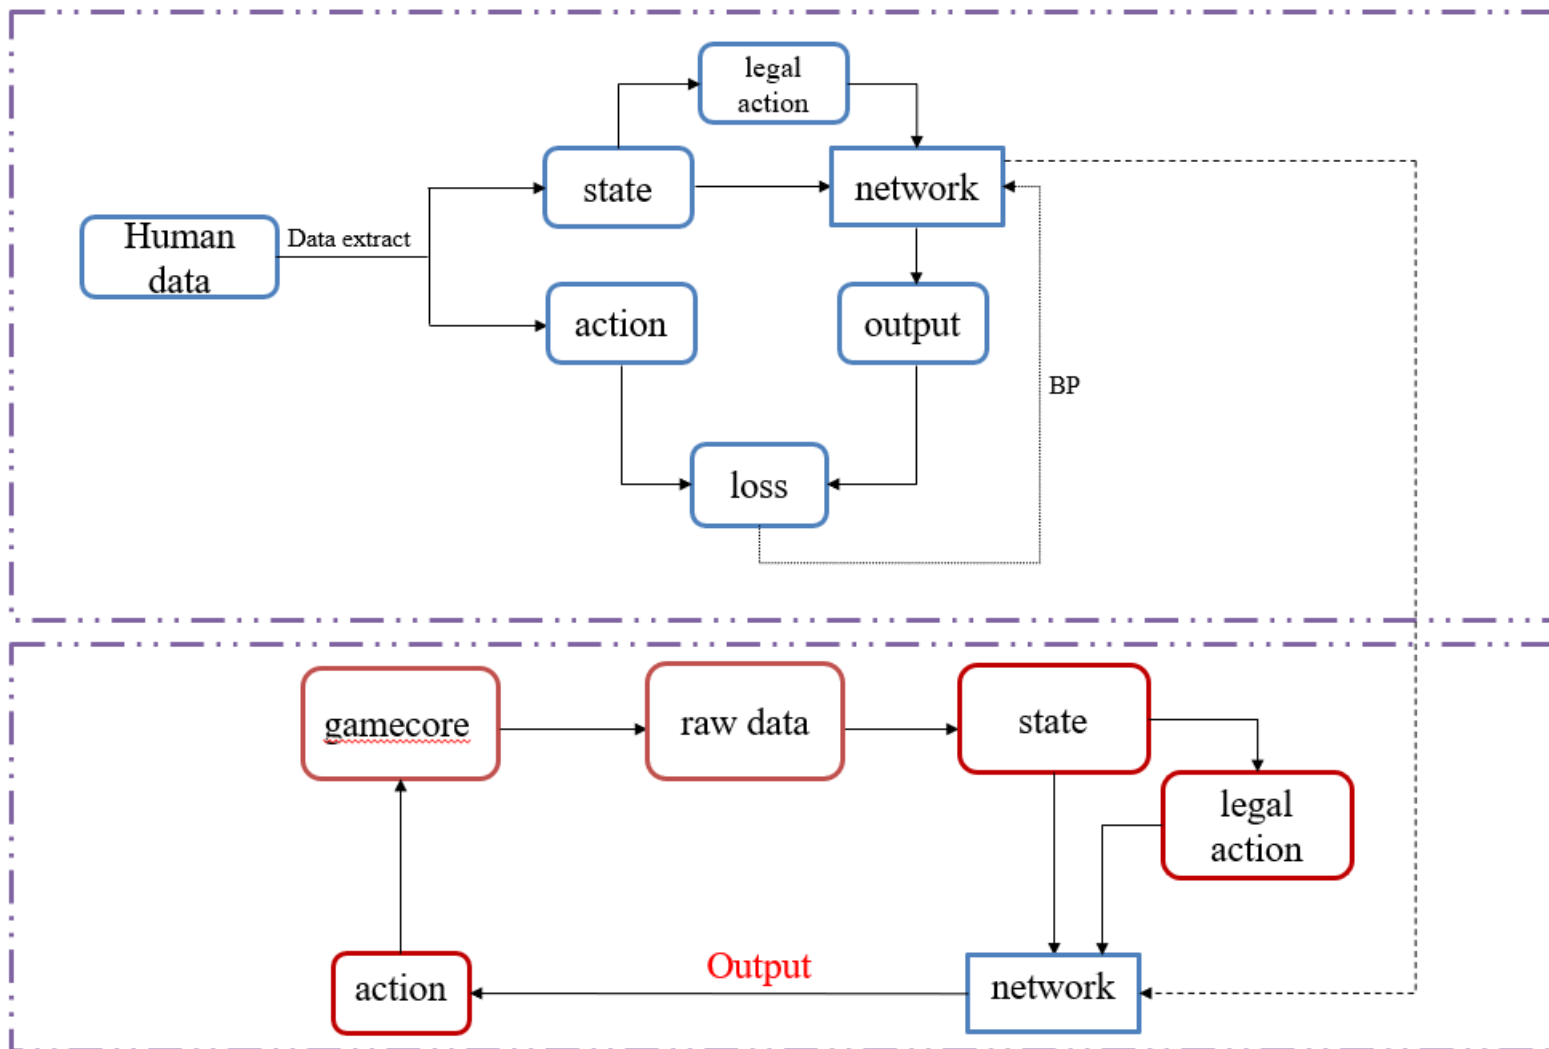 legal
action
state
network
Human
data
Data extract
action
output
BP
loss
gamecore
raw data
state
legal
action
Output
action
network